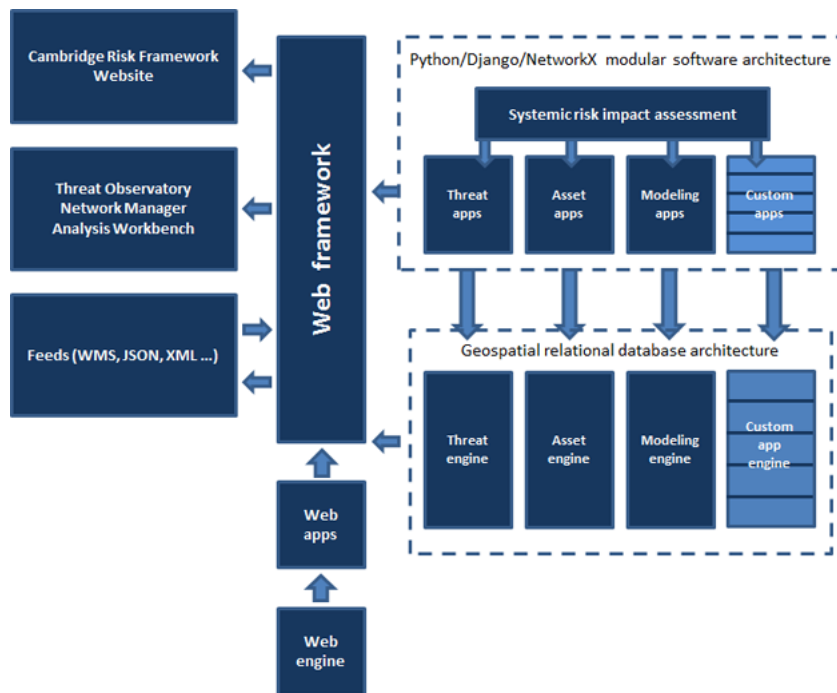 Cambridge Risk Framework
Website
Threat Observatory
Network Manager
Analysis Workbench
Feeds (WMS, JSON, XML ...)
Web framework
Web
apps
Web
engine
Python/Django/NetworkX modular software architecture
Systemic risk impact assessment
Threat
apps
Asset
apps
Modeling
apps
Custom
apps
Geospatial relational database architecture
Threat
engine
Asset
engine
Modeling
engine
Custom
app
engine